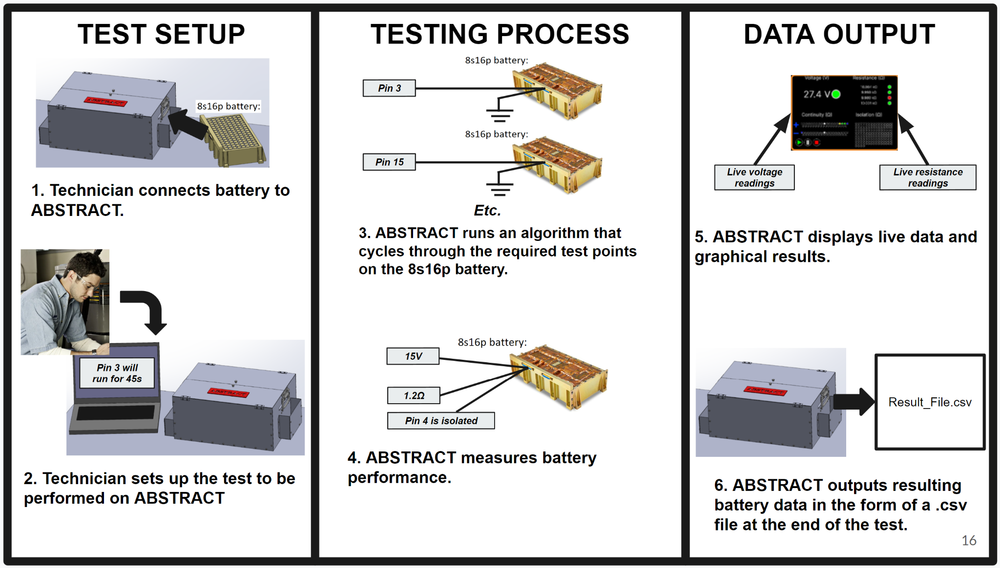 TEST SETUP
ABSTRACT
8s16p battery:
1. Technician connects battery to
ABSTRACT.
Pin 3 will
run for 45s
ABSTRACT
2. Technician sets up the test to be
performed on ABSTRACT
TESTING PROCESS
8s16p battery:
Pin 3
8s16p battery:
Pin 15
Etc.
3. ABSTRACT runs an algorithm that
cycles through the required test points
on the 8s16p battery.
8s16p battery:
15V
1.2Ω
Pin 4 is isolated
4. ABSTRACT measures battery
performance.
DATA OUTPUT
Voltage (V)
Resistance (Ω)
27.4 V
Continuity (Ω)
Isolation (Ω)
Live voltage
readings
Live resistance
readings
5. ABSTRACT displays live data and
graphical results.
ABSTRACT
Result_File.csv
6. ABSTRACT outputs resulting
battery data in the form of a .csv
file at the end of the test.
16